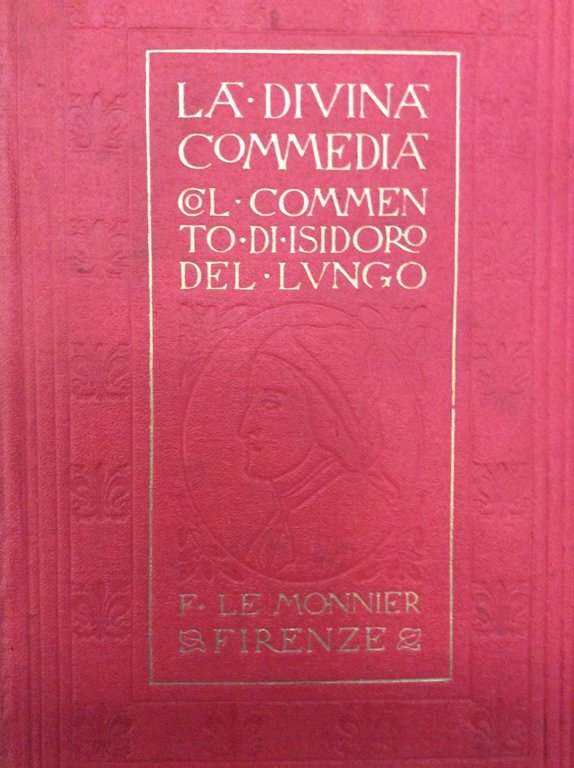 LA · DIVINA
COMMEDIA
COL · COMMEN
TO · DI · ISIDORO
DEL · LVNGO
F. LE MONNIER
FIRENZE